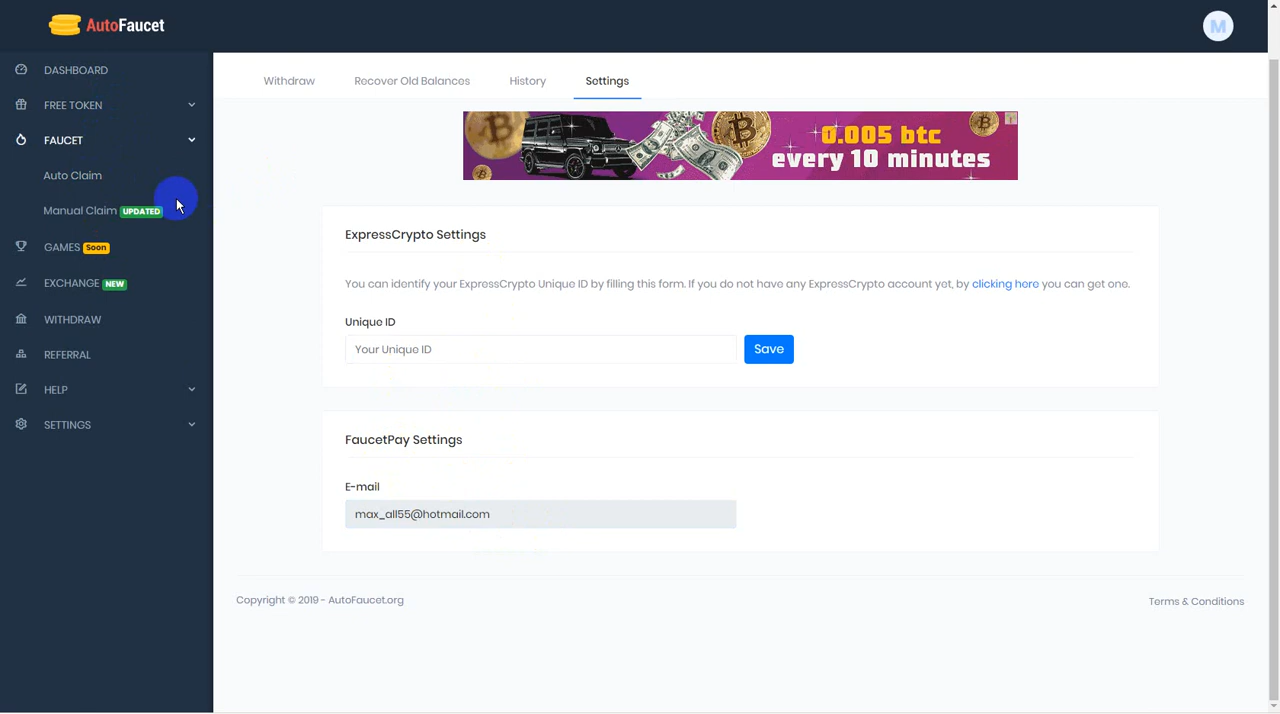 AutoFaucet
M
DASHBOARD
FREE TOKEN
FAUCET
Auto Claim
Manual Claim UPDATED
GAMES Soon
EXCHANGE NEW
WITHDRAW
REFERRAL
HELP
SETTINGS
Withdraw Recover Old Balances History Settings
0.005 btc
every 10 minutes
ExpressCrypto Settings
You can identify your ExpressCrypto Unique ID by filling this form. If you do not have any ExpressCrypto account yet, by clicking here you can get one.
Unique ID
Your Unique ID Save
FaucetPay Settings
E-mail
max_all55@hotmail.com
Copyright © 2019 - AutoFaucet.org
Terms & Conditions